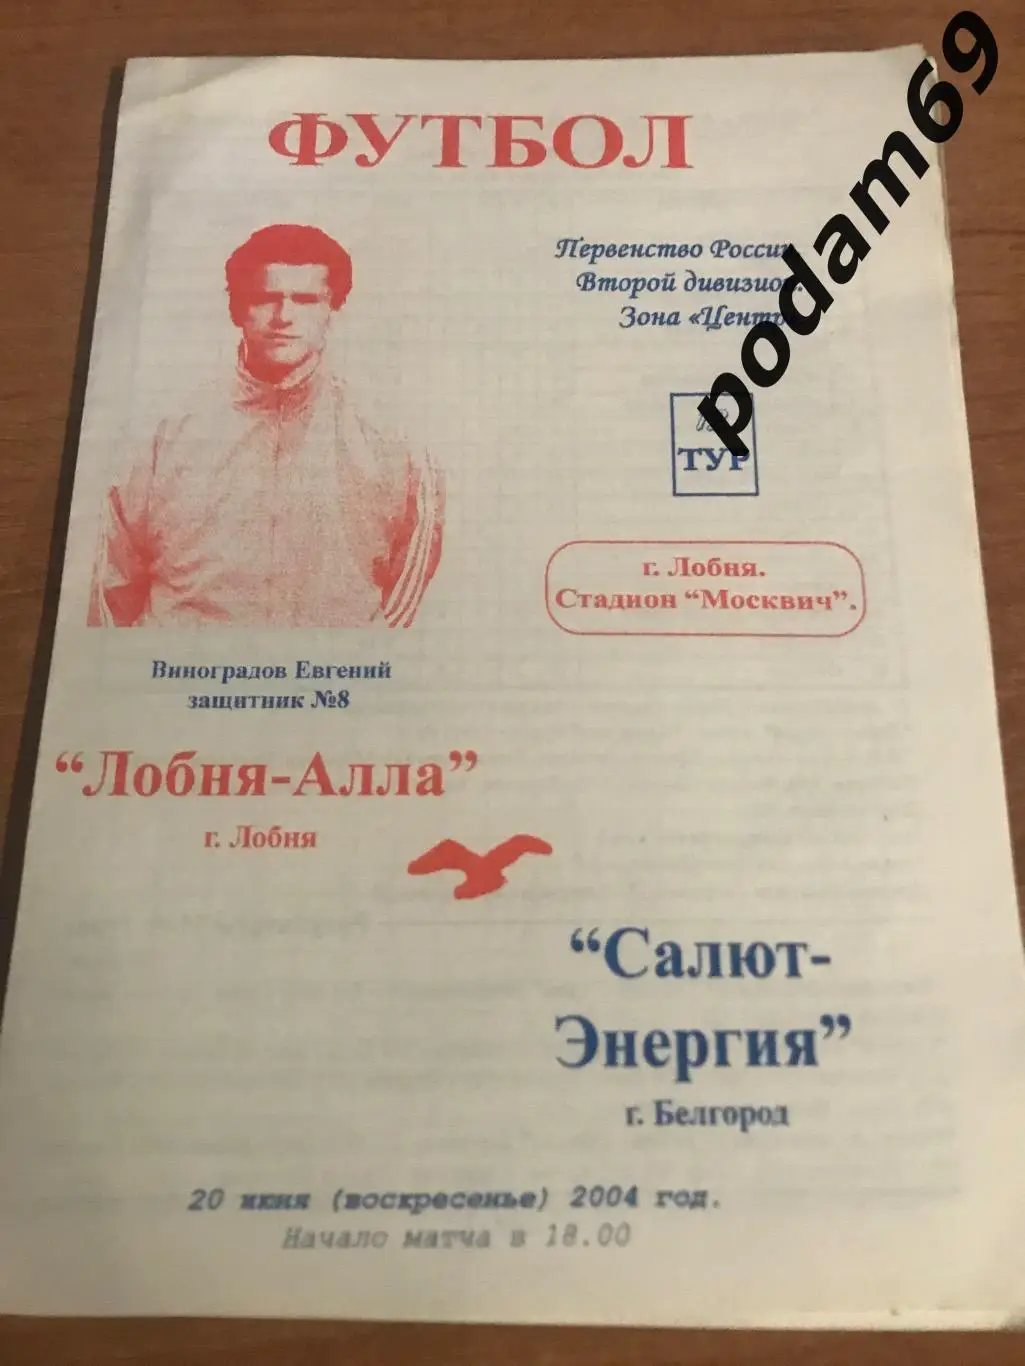 ФУТБОЛ
Первенство России.
Второй дивизион.
Зона «Центр»
ТУР
г. Лобня.
Стадион “Москвич”.
Виноградов Евгений
защитник №8
“Лобня-Алла”
г. Лобня
“Салют-
Энергия”
г. Белгород
20 июня (воскресенье) 2004 год.
Начало матча в 18.00
podam69